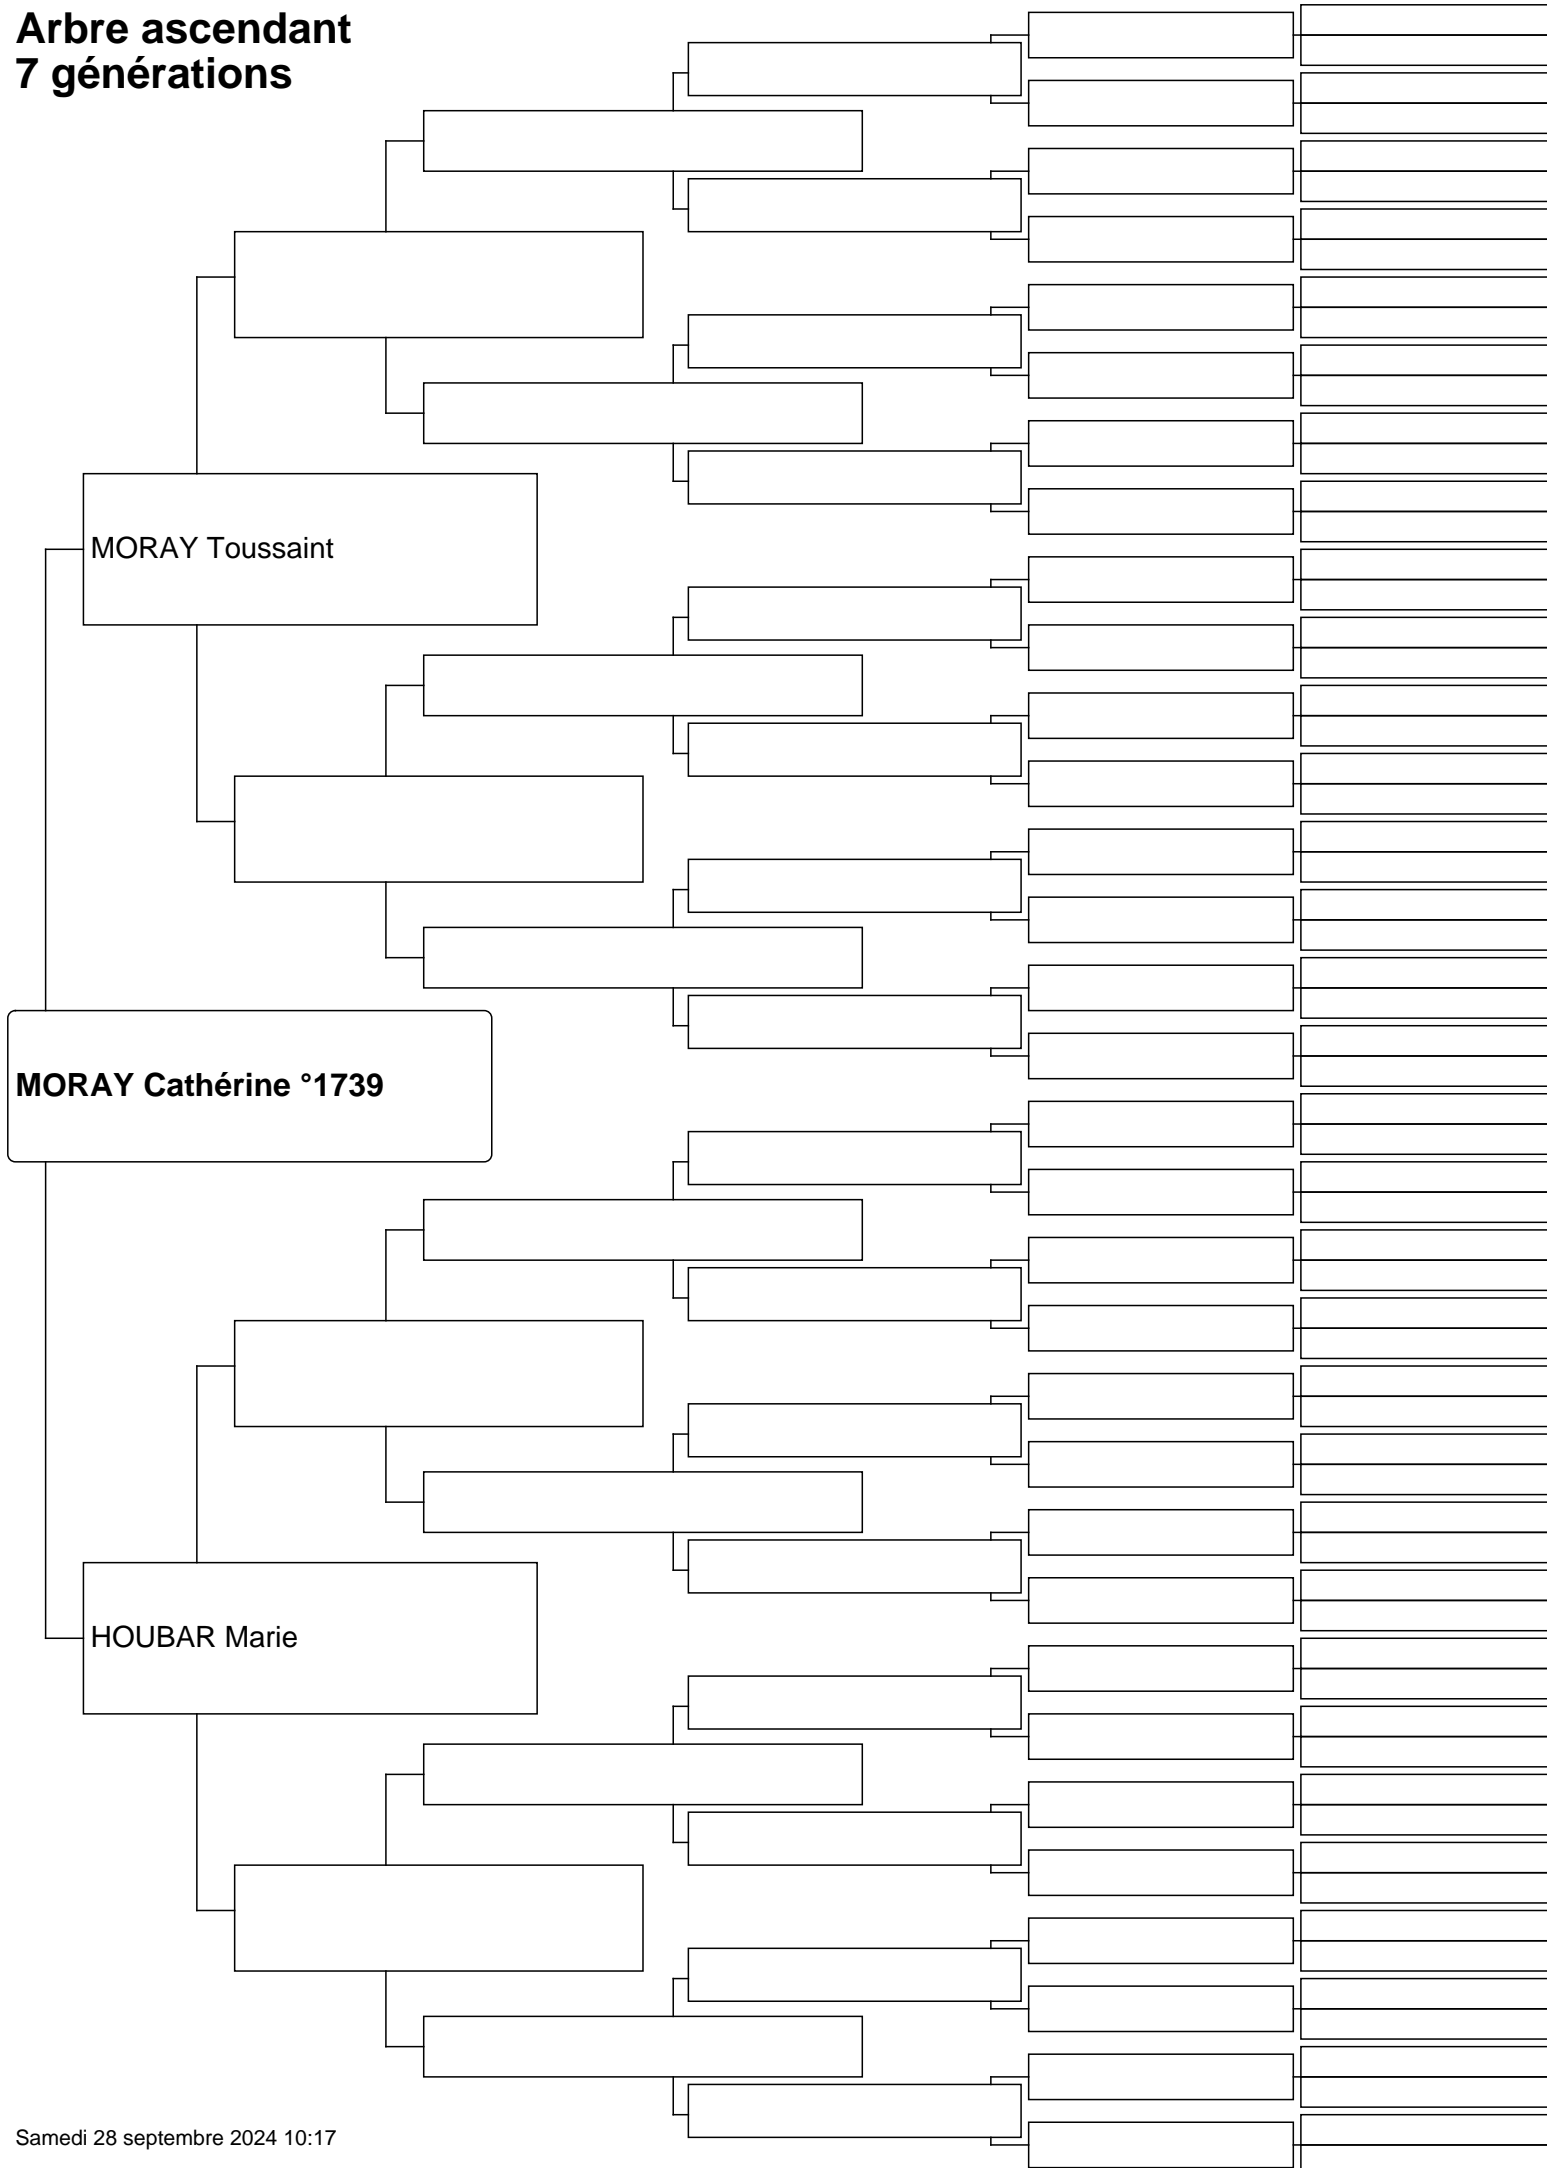 Arbre ascendant
7 générations
MORAY Toussaint
MORAY Cathérine °1739
HOUBAR Marie
Samedi 28 septembre 2024 10:17